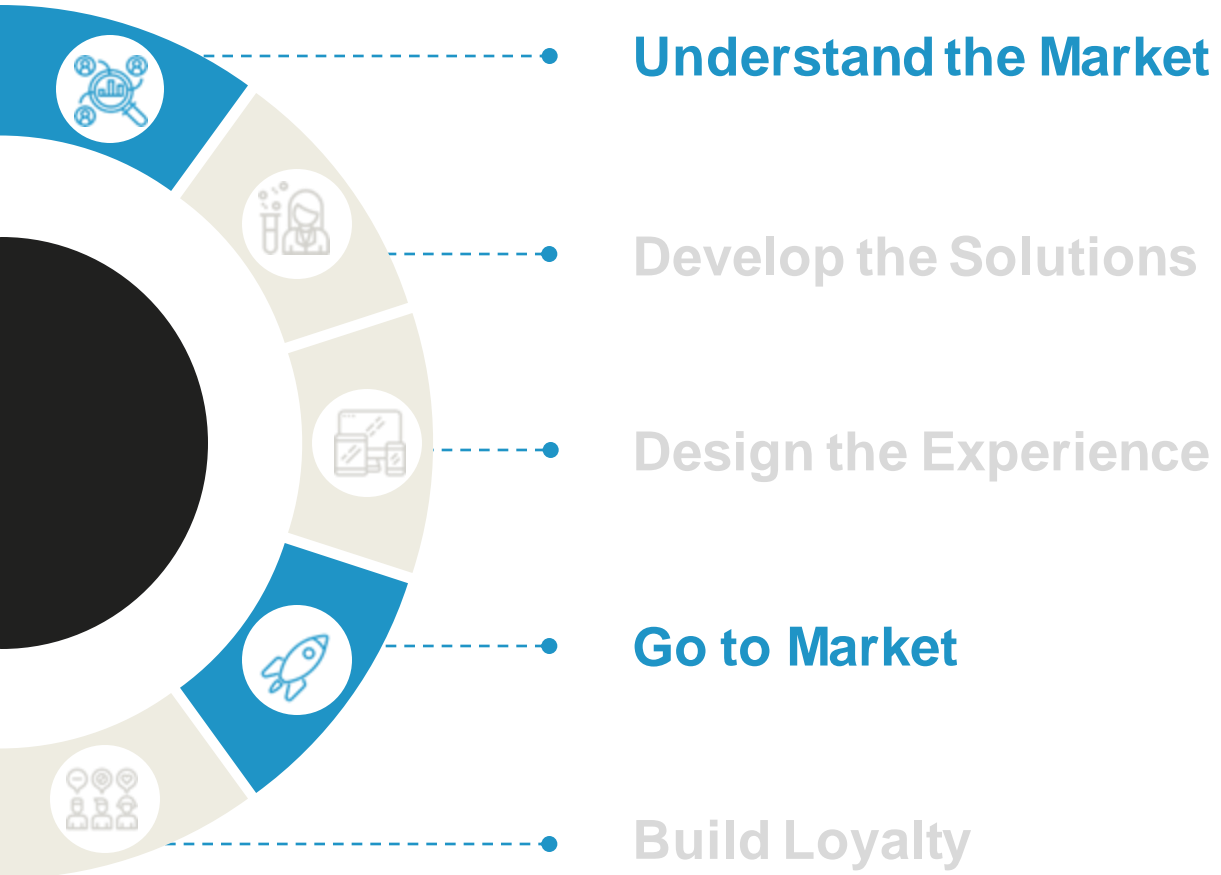 Understand the Market
Develop the Solutions
Design the Experience
Go to Market
Build Loyalty